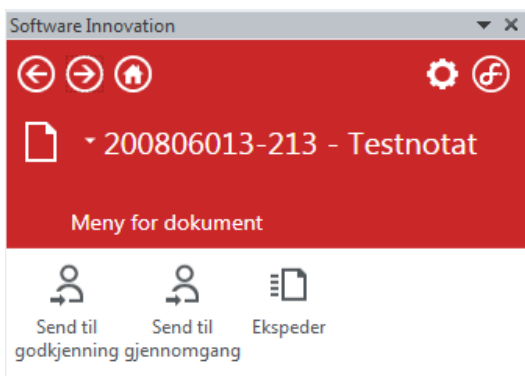 Software Innovation
200806013-213 - Testnotat
Meny for dokument
Send til godkjenning
Send til gjennomgang
Ekspeder